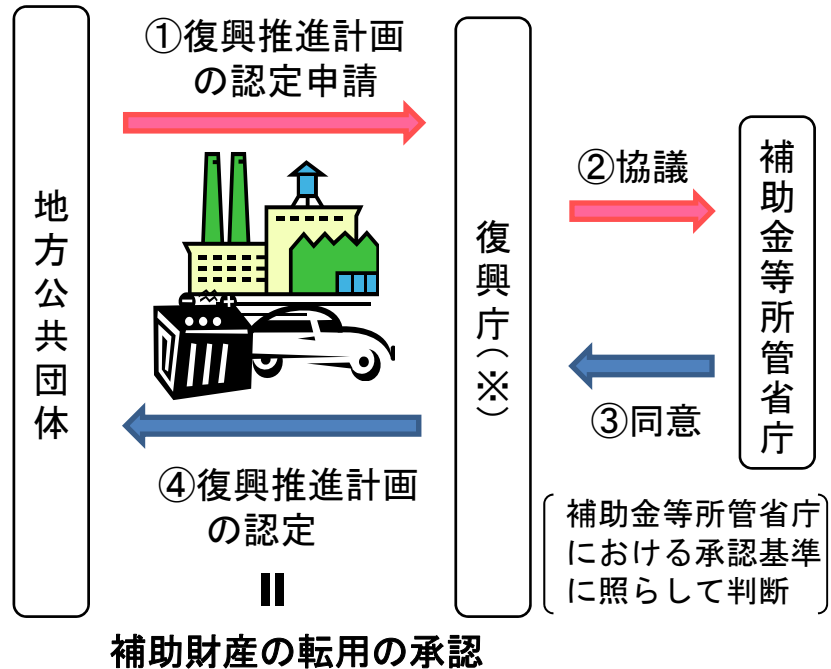 地方公共団体
①復興推進計画
の認定申請
復興庁（※）
②協議
補助金等所管省庁
③同意
④復興推進計画
の認定
補助金等所管省庁
における承認基準
に照らして判断
＝
補助財産の転用の承認